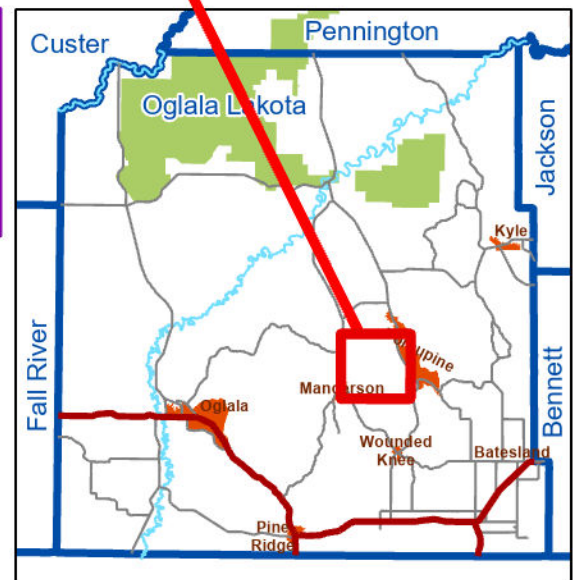 Custer
Pennington
Oglala Lakota
Jackson
Kyle
Fall River
Manderson
Oglala
Bennett
Wounded
Knee
Batesland
Pine
Ridge